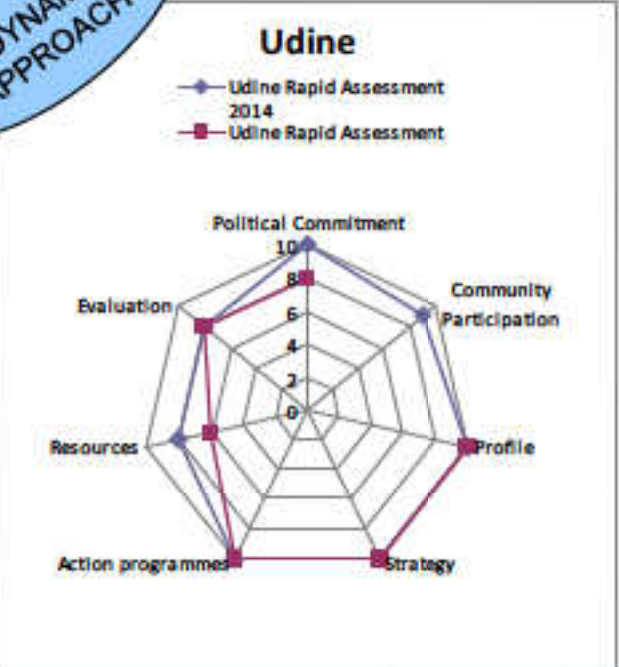 APPROACH
Udine
Udine Rapid Assessment
2014
Udine Rapid Assessment
Political Commitment
10
8
6
4
2
0
Community
Participation
Profile
Strategy
Action programmes
Resources
Evaluation